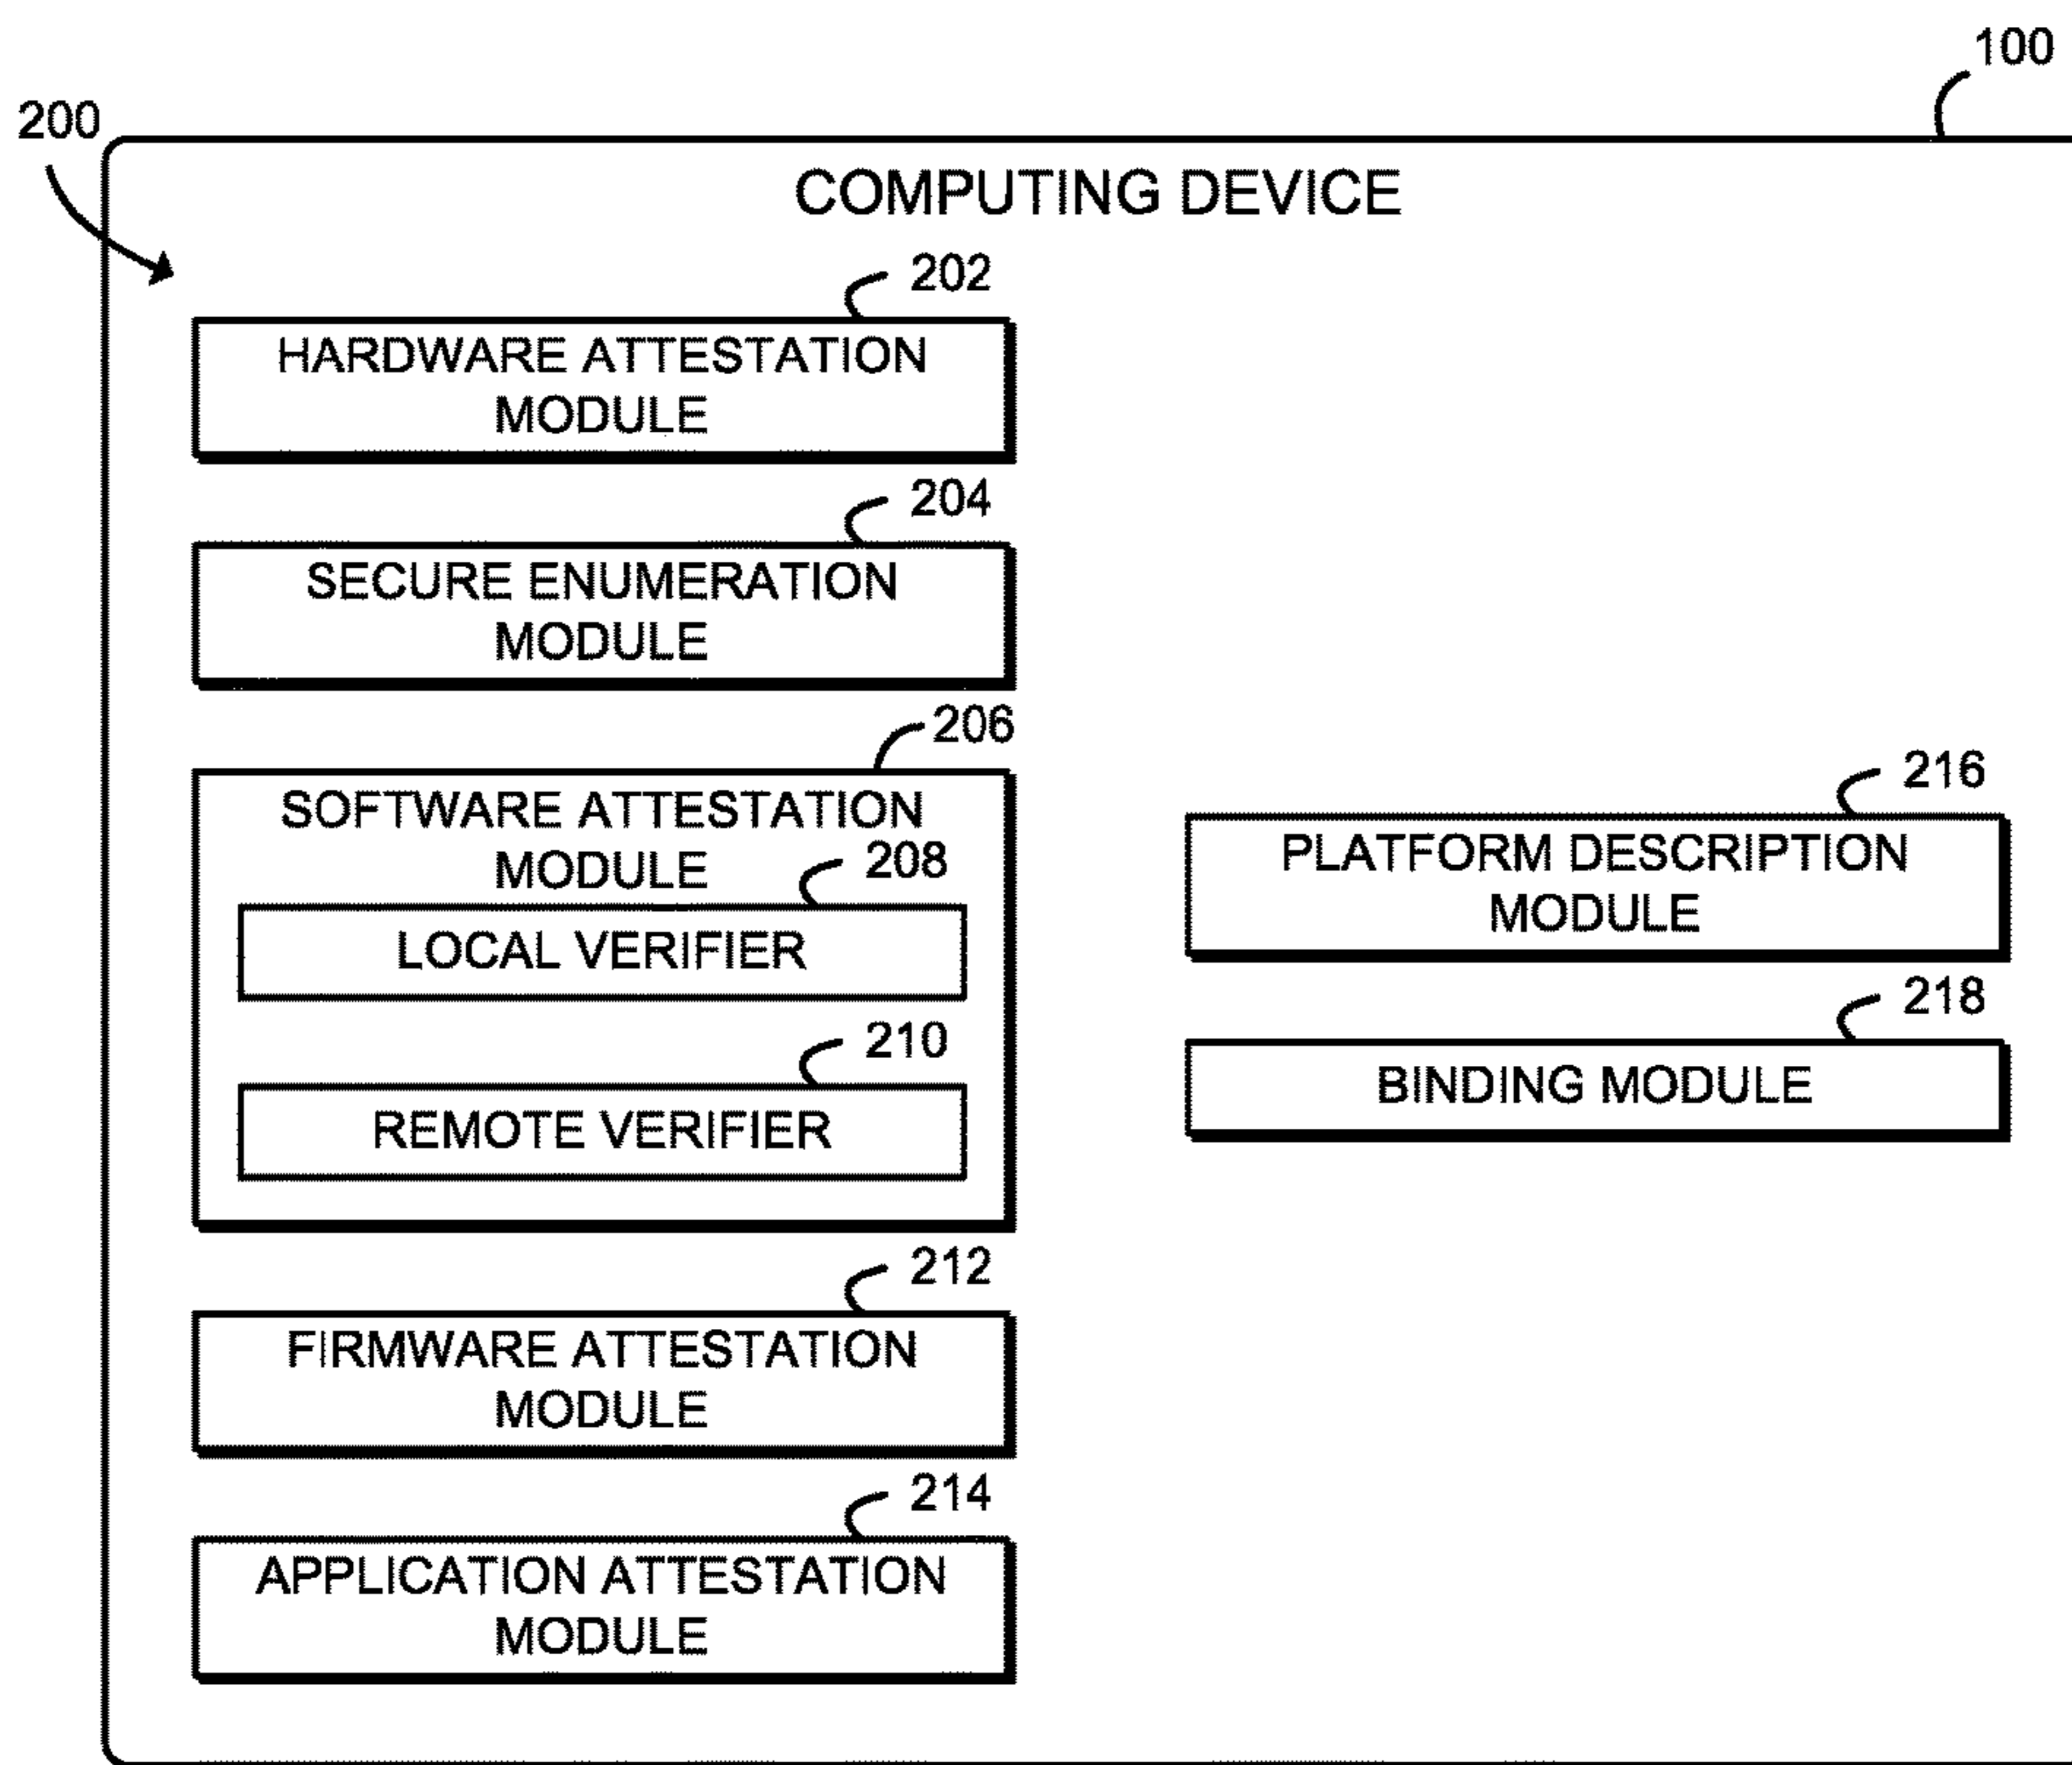 100
200
COMPUTING DEVICE
202
HARDWARE ATTESTATION
MODULE
204
SECURE ENUMERATION
MODULE
206
SOFTWARE ATTESTATION
MODULE
208
LOCAL VERIFIER
210
REMOTE VERIFIER
212
FIRMWARE ATTESTATION
MODULE
214
APPLICATION ATTESTATION
MODULE
216
PLATFORM DESCRIPTION
MODULE
218
BINDING MODULE